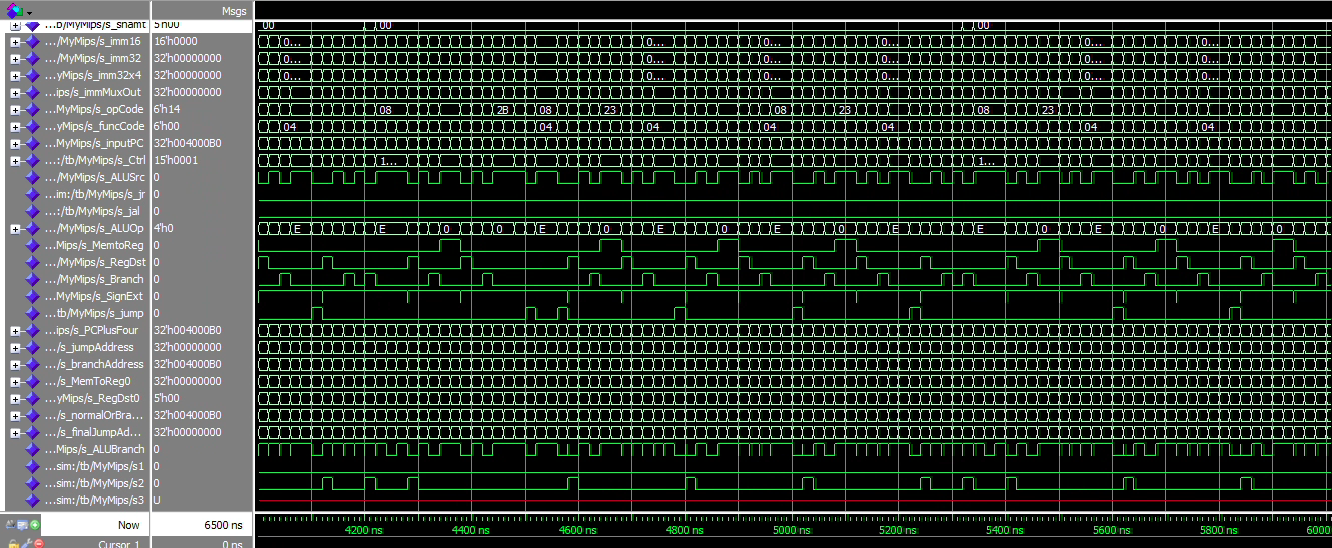 Msgs
...b/MyMips/s_shamt 5'h00 00 00 00
.../MyMips/s_imm16 16'h0000 0... 0... 0... 0... 0... 0...
.../MyMips/s_imm32 32'h00000000 0... 0... 0... 0... 0... 0...
...yMips/s_imm32x4 32'h00000000 0... 0... 0... 0... 0... 0...
...ips/s_immMuxOut 32'h00000000
...MyMips/s_opCode 6'h14 08 2B 08 23 08 23 08 23
...yMips/s_funcCode 6'h00 04 04 04 04 04 04 04
...MyMips/s_inputPC 32'h004000B0
...:/tb/MyMips/s_Ctrl 15'h0001 1... 1...
.../MyMips/s_ALUSrc 0
...im:/tb/MyMips/s_jr 0
...:/tb/MyMips/s_jal 0
.../MyMips/s_ALUOp 4'h0 E E 0 0 E 0 E 0 E 0 E E 0 E 0 E 0
...Mips/s_MemtoReg 0
.../MyMips/s_RegDst 0
.../MyMips/s_Branch 0
...MyMips/s_SignExt 0
...tb/MyMips/s_jump 0
...ips/s_PCPlusFour 32'h004000B0
.../s_jumpAddress 32'h00000000
.../s_branchAddress 32'h004000B0
.../s_MemToReg0 32'h00000000
...yMips/s_RegDst0 5'h00
.../s_normalOrBra... 32'h004000B0
.../s_finalJumpAd... 32'h00000000
...Mips/s_ALUBranch 0
...sim:/tb/MyMips/s1 0
...sim:/tb/MyMips/s2 0
...sim:/tb/MyMips/s3 U
Now 6500 ns 4200 ns 4400 ns 4600 ns 4800 ns 5000 ns 5200 ns 5400 ns 5600 ns 5800 ns 6000
Cursor 1 0 ns